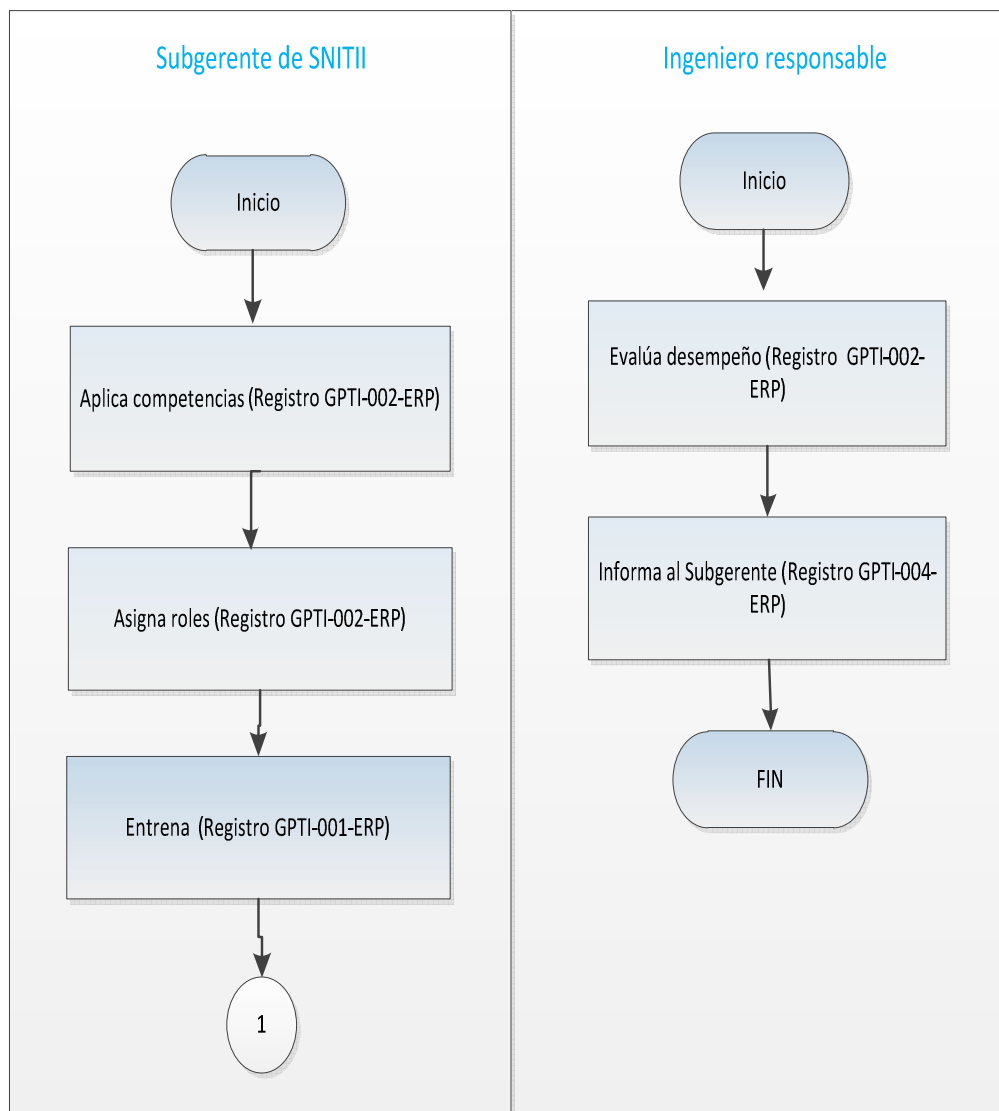 Subgerente de SNITII
Inicio
Aplica competencias (Registro GPTI-002-ERP)
Asigna roles (Registro GPTI-002-ERP)
Entrena (Registro GPTI-001-ERP)
1
Ingeniero responsable
Inicio
Evalúa desempeño (Registro GPTI-002-
ERP)
Informa al Subgerente (Registro GPTI-004-
ERP)
FIN